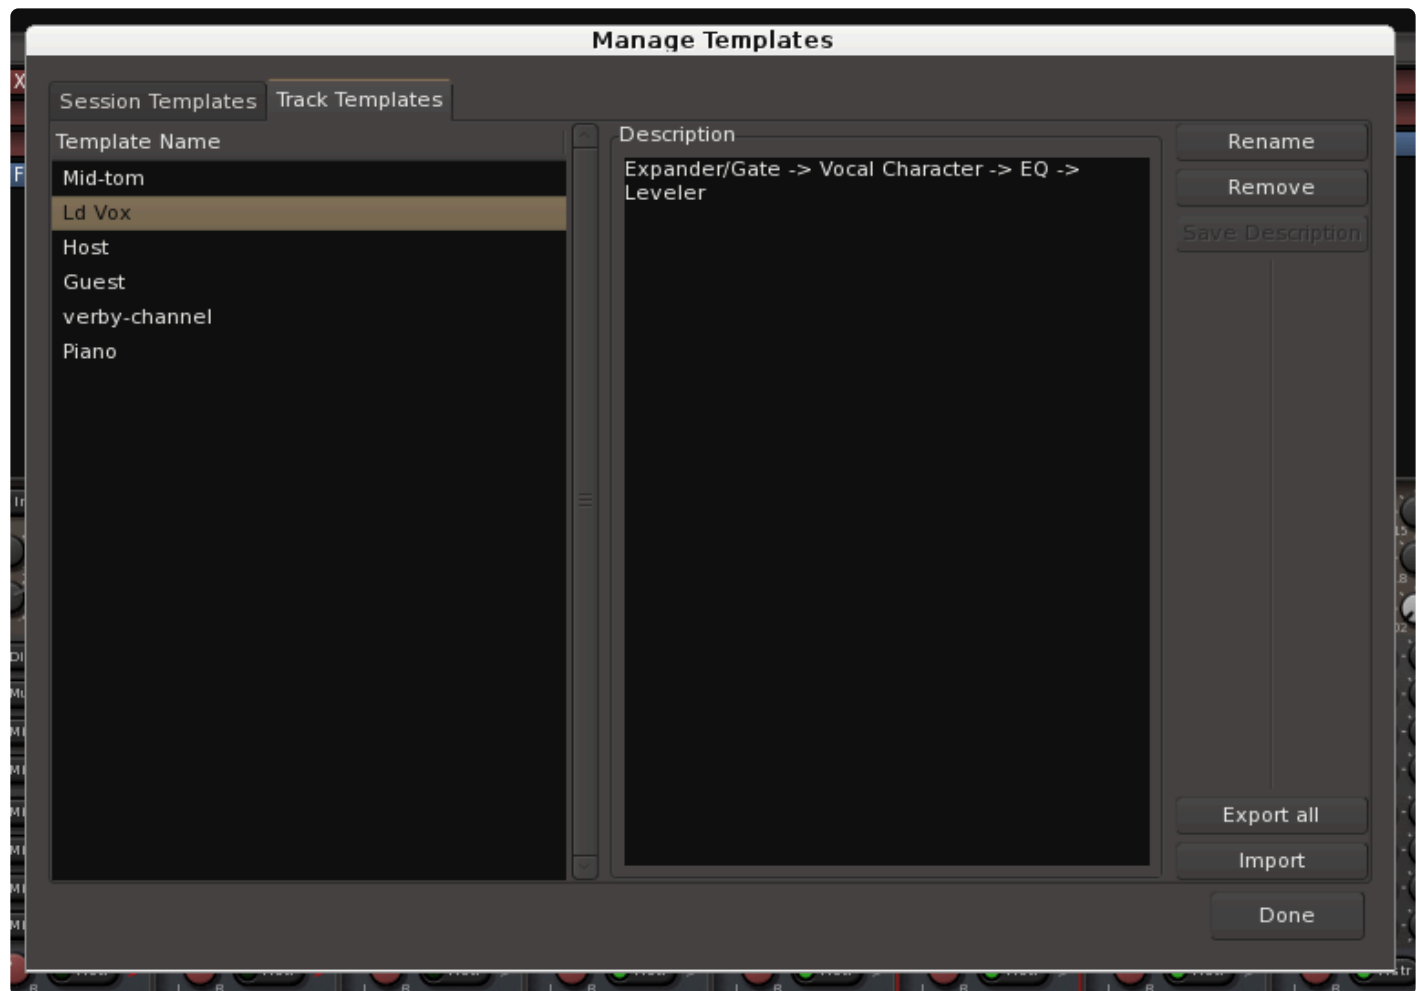 Manage Templates
Session Templates
Track Templates
Template Name
Mid-tom
Ld Vox
Host
Guest
verby-channel
Piano
Description
Expander/Gate -> Vocal Character -> EQ ->
Leveler
Rename
Remove
Save Description
Export all
Import
Done